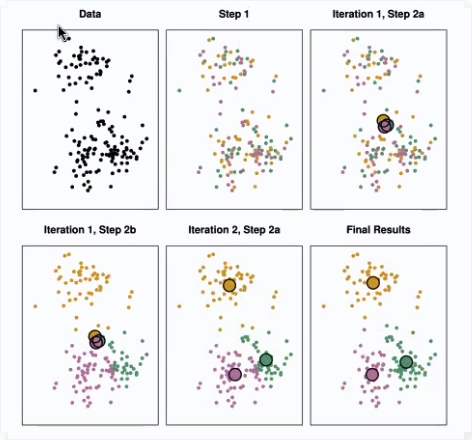 Data
Step 1
Iteration 1, Step 2a
Iteration 1, Step 2b
Iteration 2, Step 2a
Final Results